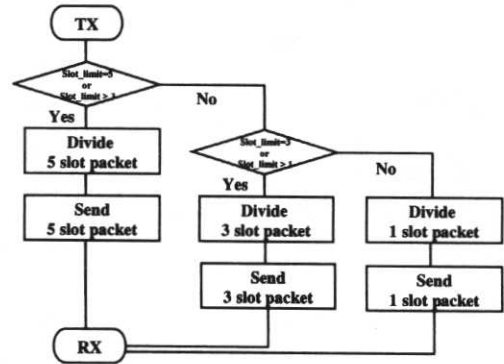 TX
Slot_limit=5
or
Slot_limit > 3
No
Yes
Divide
5 slot packet
Send
5 slot packet
Slot_limit=3
or
Slot_limit > 1
No
Yes
Divide
3 slot packet
Send
3 slot packet
Divide
1 slot packet
Send
1 slot packet
RX